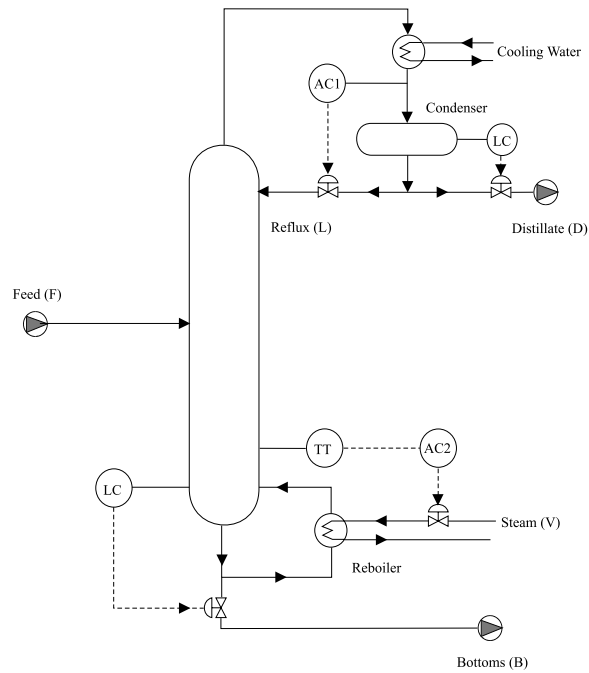 Cooling Water
AC1
Condenser
LC
Reflux (L)
Distillate (D)
Feed (F)
TT
AC2
LC
Steam (V)
Reboiler
Bottoms (B)